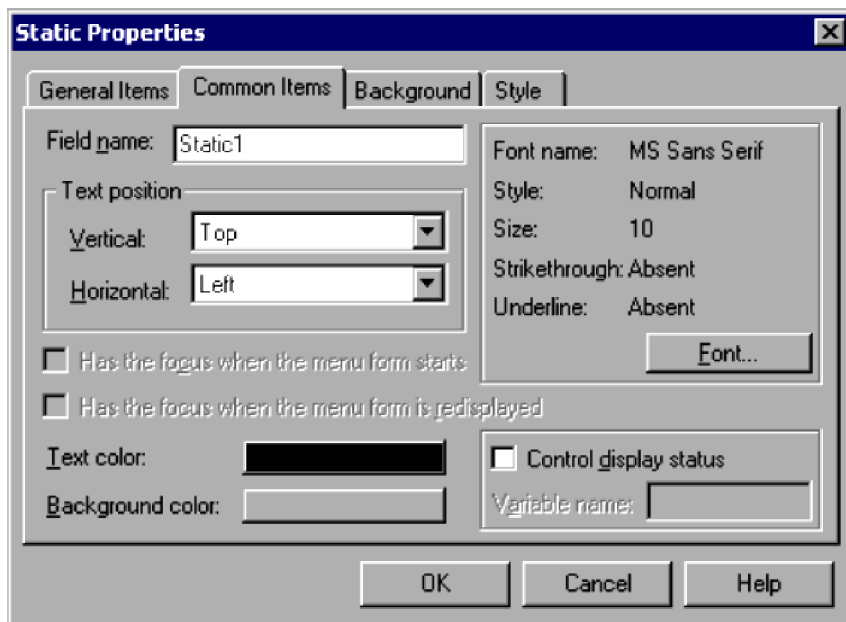 Static Properties
General Items Common Items Background Style
Field name: Static1
Text position
Vertical: Top
Horizontal: Left
Has the focus when the menu form starts
Has the focus when the menu form is redisplayed
Text color:
Background color:
Font name: MS Sans Serif
Style: Normal
Size: 10
Strikethrough: Absent
Underline: Absent
Font...
Control display status
Variable name:
OK Cancel Help